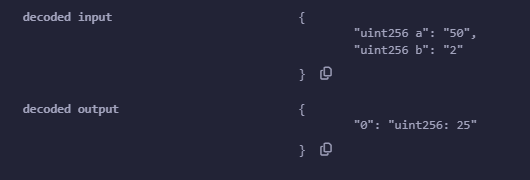 decoded input {
"uint256 a": "50",
"uint256 b": "2"
}
decoded output {
"0": "uint256: 25"
}